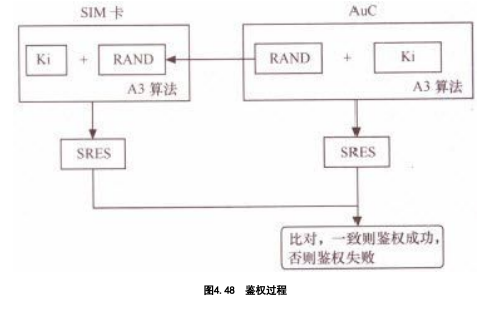 SIM 卡
AuC
Ki + RAND
RAND + Ki
A3 算法
A3 算法
SRES
SRES
比对，一致则鉴权成功，
否则鉴权失败
图4.48 鉴权过程